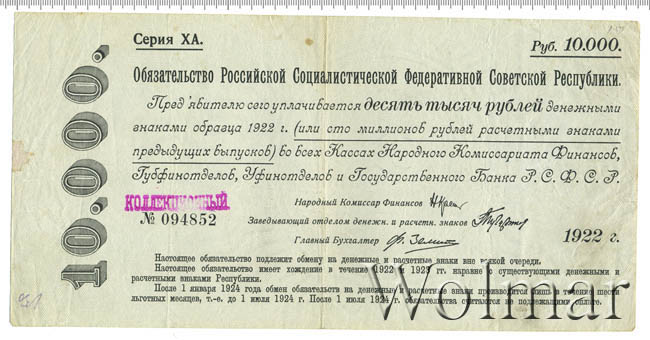 Серия ХА.
Руб. 10.000.
Обязательство Российской Социалистической Федеративной Советской Республики.
Пред'явителю сего уплачивается десять тысяч рублей денежными
знаками образца 1922 г. (или сто миллионов рублей расчетными знаками
предыдущих выпусков) во всех Кассах Народного Комиссариата Финансов,
Губфинотделов, Уфинотделов и Государственного Банка Р. С. Ф. С. Р.
10.000.
КОЛЛЕКЦИОННЫЙ
№ 094852
Народный Комиссар Финансов
Заведывающий отделом денежн. и расчетн. знаков
Главный Бухгалтер
1922 г.
Настоящее обязательство подлежит обмену на денежные и расчетные знаки вне всякой очереди.
Настоящее обязательство имеет хождение в течение 1922 и 1923 гг. наравне с существующими денежными и
расчетными знаками Республики.
После 1 января 1924 года обмен обязательств на денежные и расчетные знаки производится лишь в течение шести
льготных месяцев, т.-е. до 1 июля 1924 г. После 1 июля 1924 г. обязательства считаются не подлежащими оплате.
Wolmar